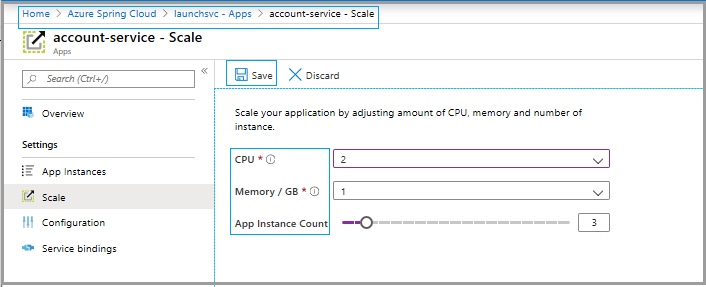 Home > Azure Spring Cloud > launchsvc - Apps > account-service - Scale
account-service - Scale
Apps
Search (Ctrl+/)
«
Overview
Settings
App Instances
Scale
Configuration
Service bindings
Save
Discard
Scale your application by adjusting amount of CPU, memory and number of
instance.
CPU * 2
Memory / GB * 1
App Instance Count 3